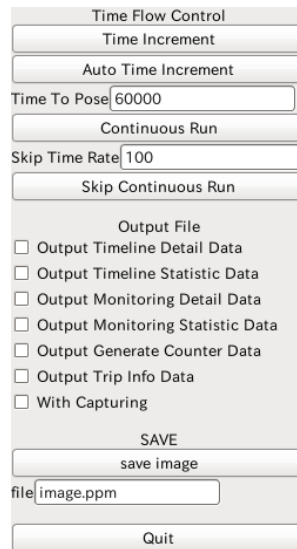 Time Flow Control
Time Increment
Auto Time Increment
Time To Pose 60000
Continuous Run
Skip Time Rate 100
Skip Continuous Run
Output File
Output Timeline Detail Data
Output Timeline Statistic Data
Output Monitoring Detail Data
Output Monitoring Statistic Data
Output Generate Counter Data
Output Trip Info Data
With Capturing
SAVE
save image
file image.ppm
Quit